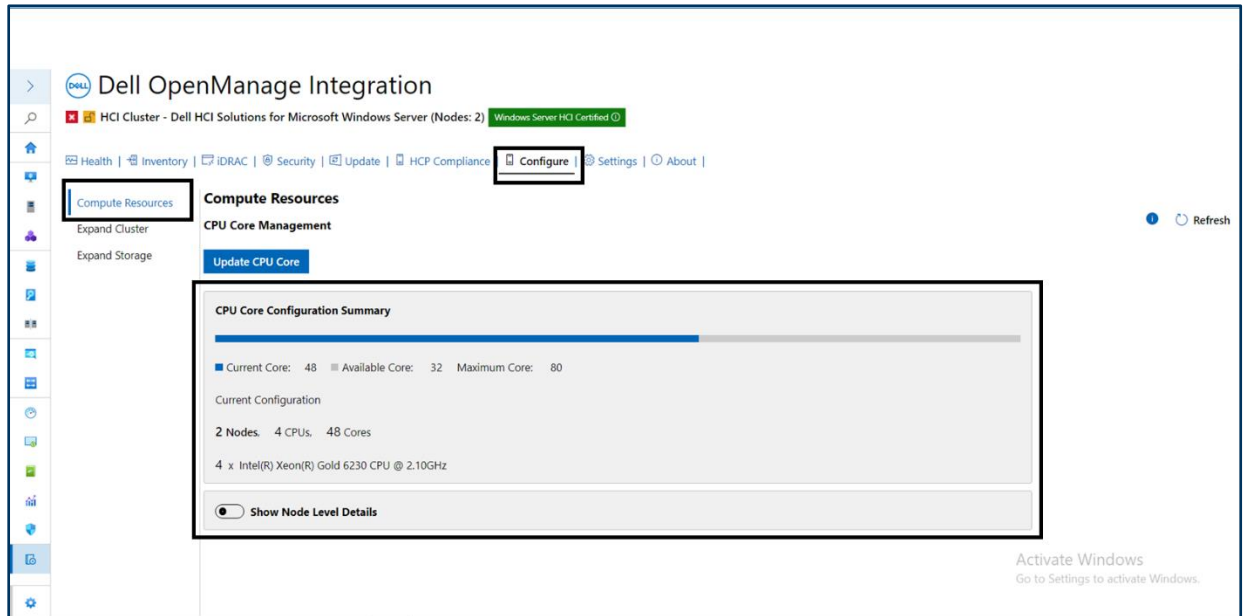 DELL Dell OpenManage Integration
HCI Cluster - Dell HCI Solutions for Microsoft Windows Server (Nodes: 2) Windows Server HCI Certified
Health | Inventory | iDRAC | Security | Update | HCP Compliance | Configure | Settings | About |
Compute Resources
Expand Cluster
Expand Storage
Compute Resources
CPU Core Management
Refresh
Update CPU Core
CPU Core Configuration Summary
Current Core: 48 Available Core: 32 Maximum Core: 80
Current Configuration
2 Nodes. 4 CPUs. 48 Cores
4 x Intel(R) Xeon(R) Gold 6230 CPU @ 2.10GHz
Show Node Level Details
Activate Windows
Go to Settings to activate Windows.